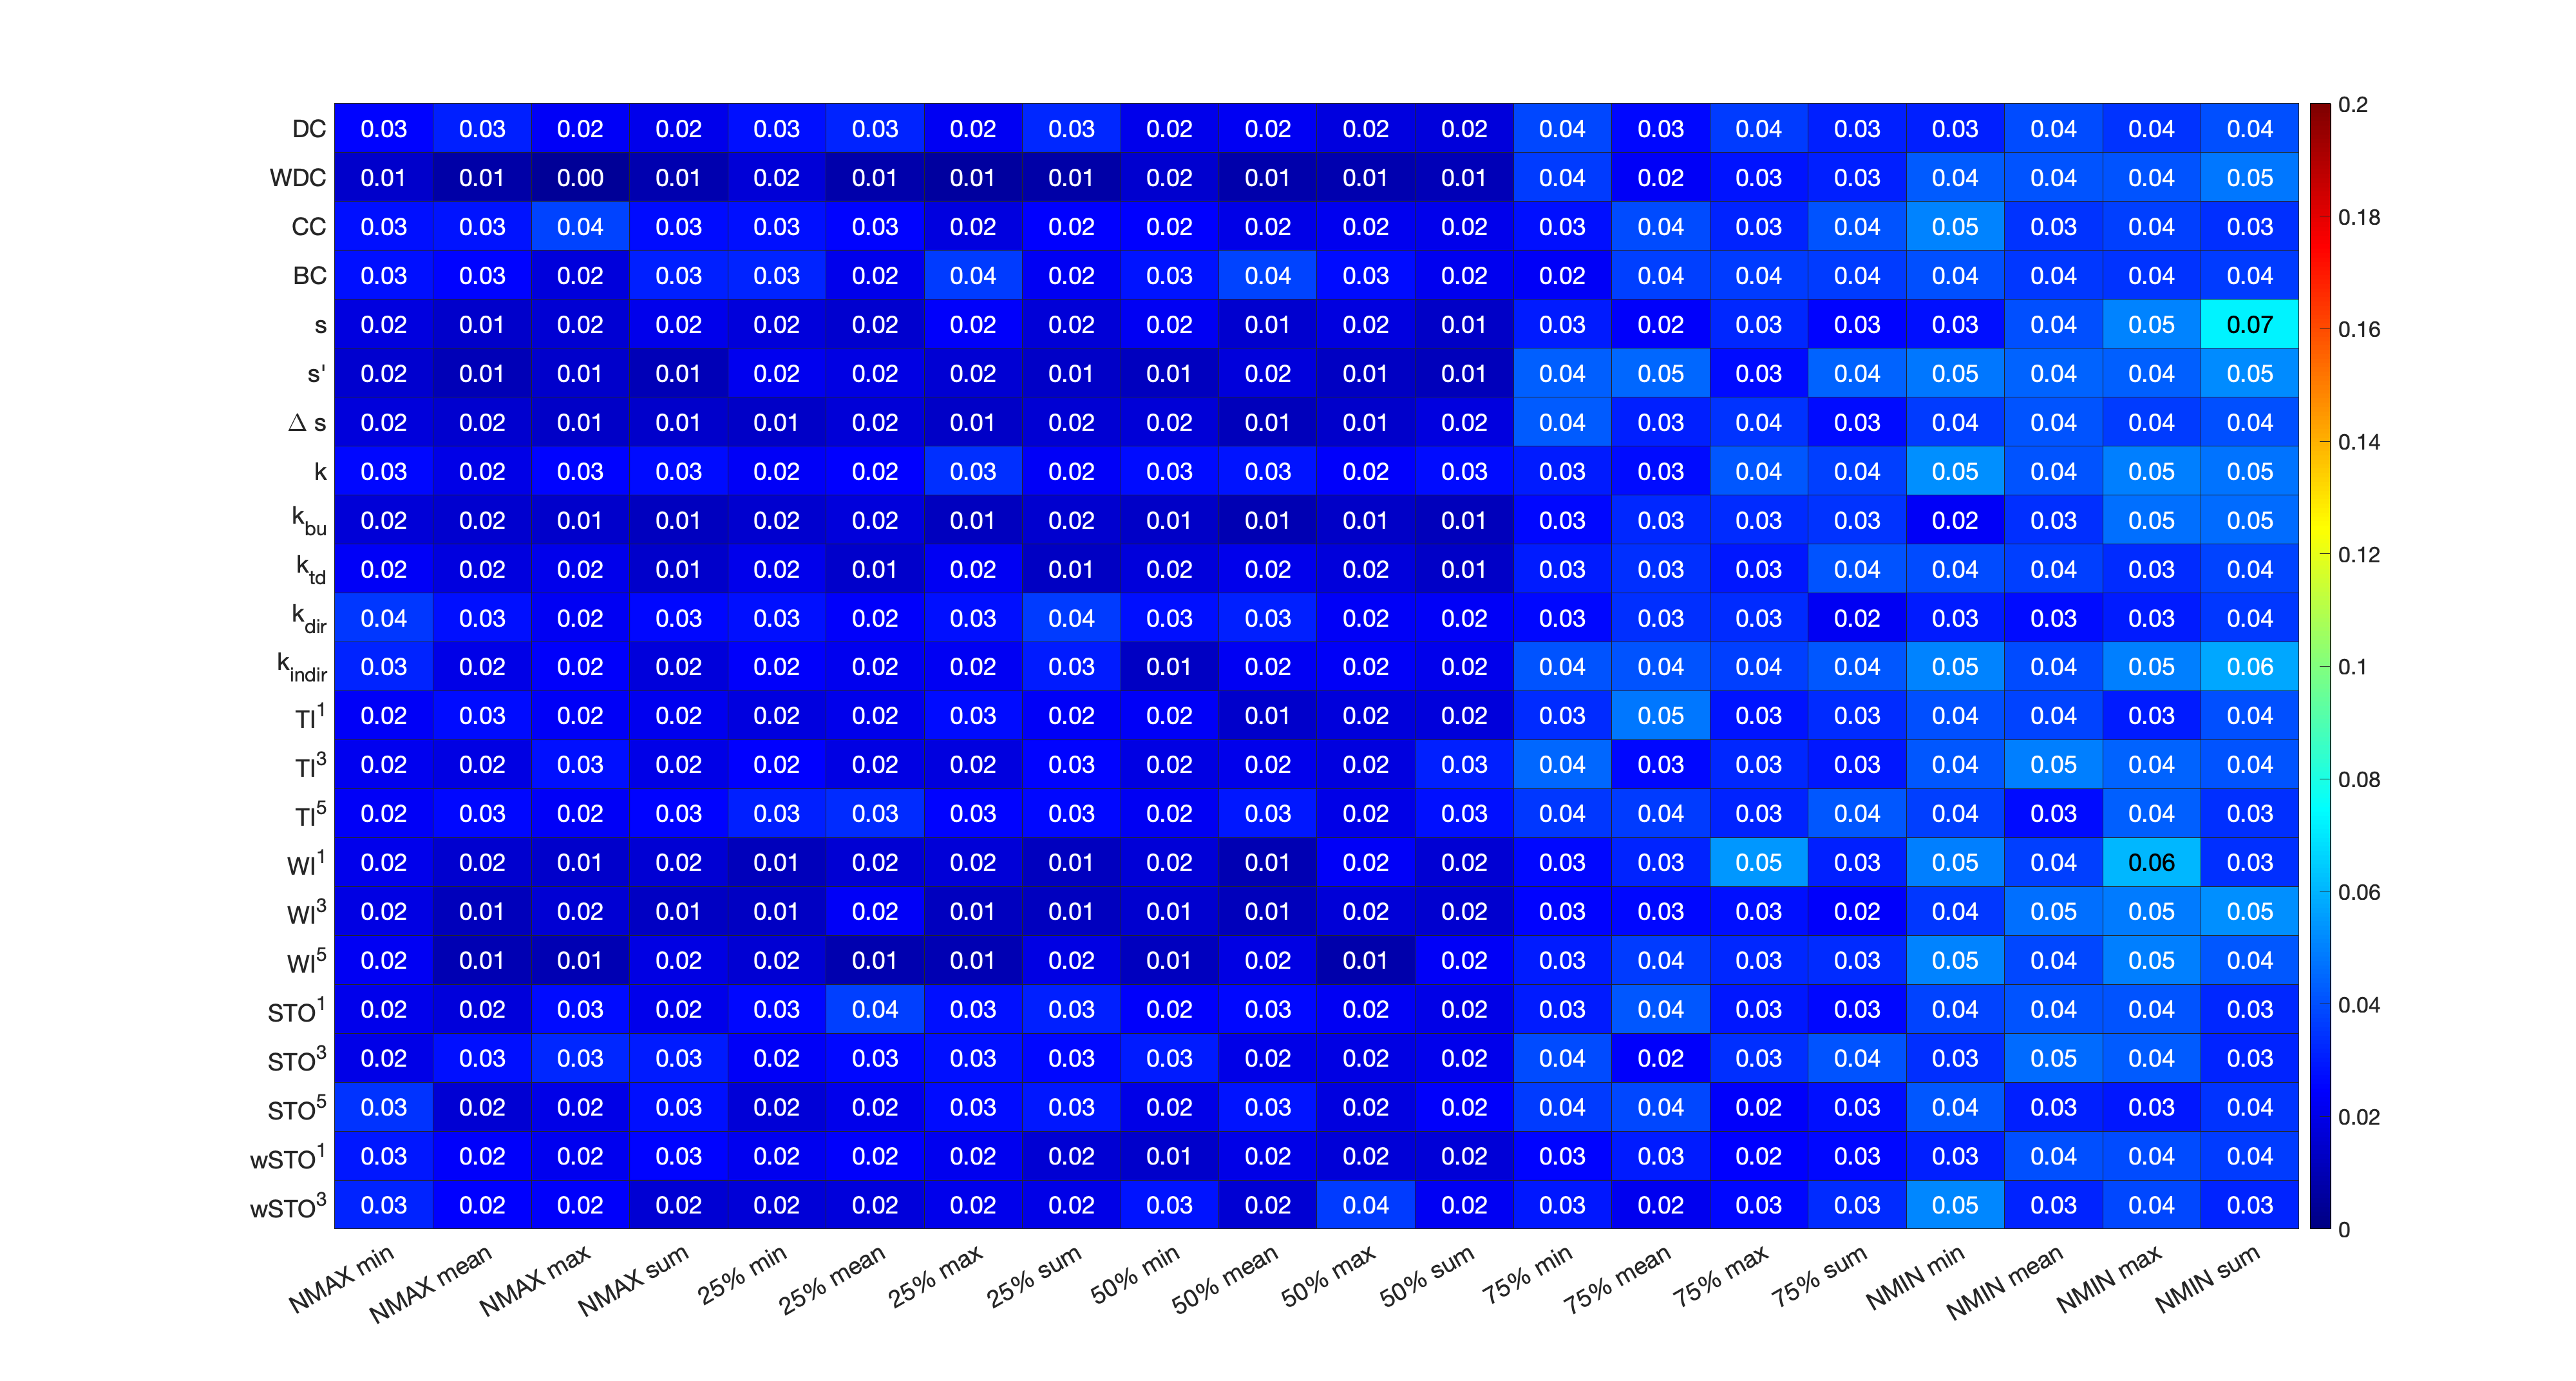 DC 0.03 0.03 0.02 0.02 0.03 0.03 0.02 0.03 0.02 0.02 0.02 0.02 0.04 0.03 0.04 0.03 0.03 0.04 0.04 0.04
WDC 0.01 0.01 0.00 0.01 0.02 0.01 0.01 0.01 0.02 0.01 0.01 0.01 0.04 0.02 0.03 0.03 0.04 0.04 0.04 0.05
CC 0.03 0.03 0.04 0.03 0.03 0.03 0.02 0.02 0.02 0.02 0.02 0.02 0.03 0.04 0.03 0.04 0.05 0.03 0.04 0.03
BC 0.03 0.03 0.02 0.03 0.03 0.02 0.04 0.02 0.03 0.04 0.03 0.02 0.02 0.04 0.04 0.04 0.04 0.04 0.04 0.04
s 0.02 0.01 0.02 0.02 0.02 0.02 0.02 0.02 0.02 0.01 0.02 0.01 0.03 0.02 0.03 0.03 0.03 0.04 0.05 0.07
s' 0.02 0.01 0.01 0.01 0.02 0.02 0.02 0.01 0.01 0.02 0.01 0.01 0.04 0.05 0.03 0.04 0.05 0.04 0.04 0.05
Δ s 0.02 0.02 0.01 0.01 0.01 0.02 0.01 0.02 0.02 0.01 0.01 0.02 0.04 0.03 0.04 0.03 0.04 0.04 0.04 0.04
k 0.03 0.02 0.03 0.03 0.02 0.02 0.03 0.02 0.03 0.03 0.02 0.03 0.03 0.03 0.04 0.04 0.05 0.04 0.05 0.05
k_bu 0.02 0.02 0.01 0.01 0.02 0.02 0.01 0.02 0.01 0.01 0.01 0.01 0.03 0.03 0.03 0.03 0.02 0.03 0.05 0.05
k_td 0.02 0.02 0.02 0.01 0.02 0.01 0.02 0.01 0.02 0.02 0.02 0.01 0.03 0.03 0.03 0.04 0.04 0.04 0.03 0.04
k_dir 0.04 0.03 0.02 0.03 0.03 0.02 0.03 0.04 0.03 0.03 0.02 0.02 0.03 0.03 0.03 0.02 0.03 0.03 0.03 0.04
k_indir 0.03 0.02 0.02 0.02 0.02 0.02 0.02 0.03 0.01 0.02 0.02 0.02 0.04 0.04 0.04 0.04 0.05 0.04 0.05 0.06
TI^1 0.02 0.03 0.02 0.02 0.02 0.02 0.03 0.02 0.02 0.01 0.02 0.02 0.03 0.05 0.03 0.03 0.04 0.04 0.03 0.04
TI^3 0.02 0.02 0.03 0.02 0.02 0.02 0.02 0.03 0.02 0.02 0.02 0.03 0.04 0.03 0.03 0.03 0.04 0.05 0.04 0.04
TI^5 0.02 0.03 0.02 0.03 0.03 0.03 0.03 0.03 0.02 0.03 0.02 0.03 0.04 0.04 0.03 0.04 0.04 0.03 0.04 0.03
WI^1 0.02 0.02 0.01 0.02 0.01 0.02 0.02 0.01 0.02 0.01 0.02 0.02 0.03 0.03 0.05 0.03 0.05 0.04 0.06 0.03
WI^3 0.02 0.01 0.02 0.01 0.01 0.02 0.01 0.01 0.01 0.01 0.02 0.02 0.03 0.03 0.03 0.02 0.04 0.05 0.05 0.05
WI^5 0.02 0.01 0.01 0.02 0.02 0.01 0.01 0.02 0.01 0.02 0.01 0.02 0.03 0.04 0.03 0.03 0.05 0.04 0.05 0.04
STO^1 0.02 0.02 0.03 0.02 0.03 0.04 0.03 0.03 0.02 0.03 0.02 0.02 0.03 0.04 0.03 0.03 0.04 0.04 0.04 0.03
STO^3 0.02 0.03 0.03 0.03 0.02 0.03 0.03 0.03 0.03 0.02 0.02 0.02 0.04 0.02 0.03 0.04 0.03 0.05 0.04 0.03
STO^5 0.03 0.02 0.02 0.03 0.02 0.02 0.03 0.03 0.02 0.03 0.02 0.02 0.04 0.04 0.02 0.03 0.04 0.03 0.03 0.04
wSTO^1 0.03 0.02 0.02 0.03 0.02 0.02 0.02 0.02 0.01 0.02 0.02 0.02 0.03 0.03 0.02 0.03 0.03 0.04 0.04 0.04
wSTO^3 0.03 0.02 0.02 0.02 0.02 0.02 0.02 0.02 0.03 0.02 0.04 0.02 0.03 0.02 0.03 0.03 0.05 0.03 0.04 0.03
NMAX min NMAX mean NMAX max NMAX sum 25% min 25% mean 25% max 25% sum 50% min 50% mean 50% max 50% sum 75% min 75% mean 75% max 75% sum NMIN min NMIN mean NMIN max NMIN sum
0.2
0.18
0.16
0.14
0.12
0.1
0.08
0.06
0.04
0.02
0